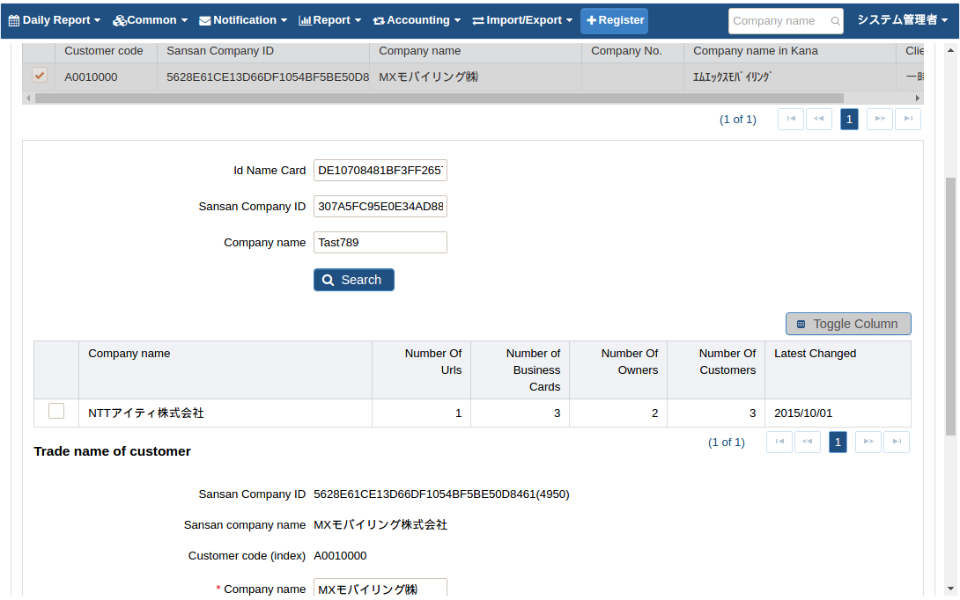 Daily Report Common Notification Report Accounting Import/Export Register Company name システム管理者
Customer code Sansan Company ID Company name Company No. Company name in Kana Clie
A0010000 5628E61CE13D66DF1054BF5BE50D8 MXモバイリング㈱ ｴﾑｴｯｸｽﾓﾊﾞｲﾘﾝｸﾞ 一時
(1 of 1) 1
Id Name Card DE10708481BF3FF265
Sansan Company ID 307A5FC95E0E34AD88
Company name Tast789
Search
Toggle Column
Company name Number Of Urls Number of Business Cards Number Of Owners Number Of Customers Latest Changed
NTTアイティ株式会社 1 3 2 3 2015/10/01
(1 of 1) 1
Trade name of customer
Sansan Company ID 5628E61CE13D66DF1054BF5BE50D8461(4950)
Sansan company name MXモバイリング株式会社
Customer code (index) A0010000
* Company name MXモバイリング㈱